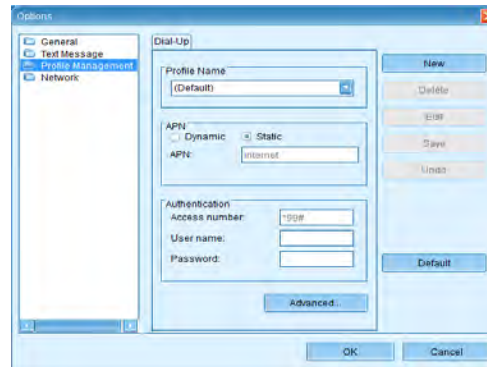 Options
General
Text Message
Profile Management
Network
Dial-Up
Profile Name
(Default)
APN
Dynamic Static
APN: internet
Authentication
Access number: *99#
User name:
Password:
Advanced...
New
Delete
Edit
Save
Undo
Default
OK Cancel